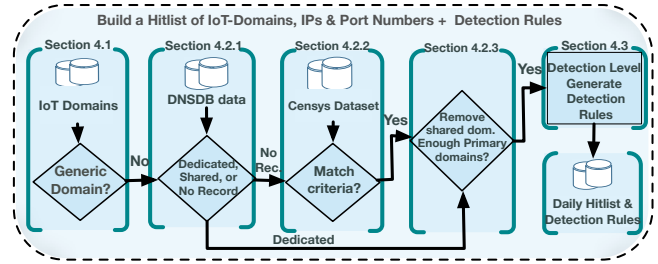 Build a Hitlist of IoT-Domains, IPs & Port Numbers + Detection Rules
Section 4.1
IoT Domains
Generic
Domain?
No
Section 4.2.1
DNSDB data
Dedicated,
Shared, or
No Record
No
Rec.
Dedicated
Section 4.2.2
Censys Dataset
Match
criteria?
Yes
Section 4.2.3
Remove
shared dom.
Enough Primary
domains?
Yes
Section 4.3
Detection Level
Generate
Detection
Rules
Daily Hitlist &
Detection Rules